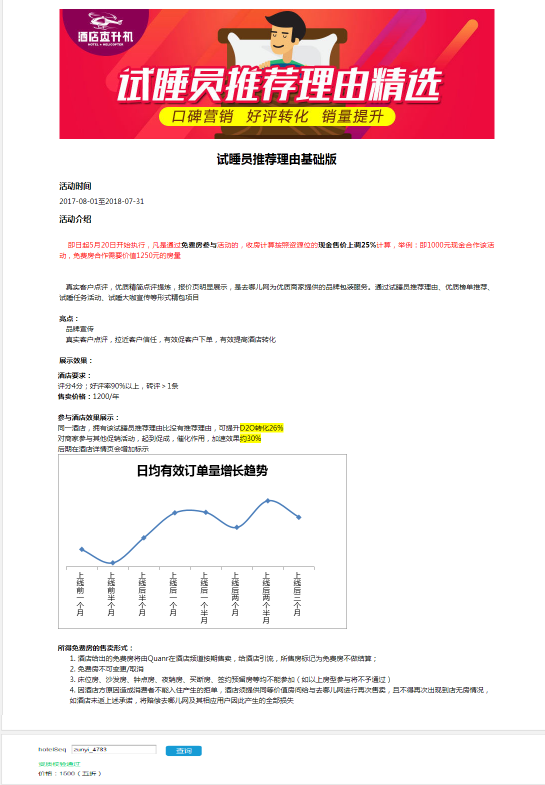 酒店直升机
HOTEL HELICOPTER
试睡员推荐理由精选
口碑营销 好评转化 销量提升
试睡员推荐理由基础版
活动时间
2017-08-01至2018-07-31
活动介绍
即日起5月20日开始执行，凡是通过免费房参与活动的，收房计算按照资源位的现金售价上调25%计算，举例：即1000元现金合作该活
动，免费房合作需要价值1250元的房量
真实客户点评，优质精简点评提炼，报价页明显展示，是去哪儿网为优质商家提供的品牌包装服务。通过试睡员推荐理由、优质榜单推荐、
试睡任务活动、试睡大咖宣传等形式精包项目
亮点：
品牌宣传
真实客户点评，拉近客户信任，有效促客户下单，有效提高酒店转化
展示效果：
酒店要求：
评分4分；好评率90%以上，砖评＞1条
售卖价格：1200/年
参与酒店效果展示：
同一酒店，拥有该试睡员推荐理由比没有推荐理由，可提升D2O转化26%
对商家参与其他促销活动，起到促成，催化作用，加速效果约30%
后期在酒店详情页会增加标示
日均有效订单量增长趋势
上线前一个月
上线前半个月
上线后半个月
上线后一个月
上线后一个半月
上线后两个月
上线后两个半月
上线后三个月
所得免费房的售卖形式：
1. 酒店给出的免费房将由Quanr在酒店频道按期售卖，给酒店引流，所售房标记为免费房不做结算；
2. 免费房不可变更/取消
3. 床位房、沙发房、钟点房、夜销房、买断房、签约预留房等均不能参加（如以上房型参与将不予通过）
4. 因酒店方原因造成消费者不能入住产生的拒单，酒店须提供同等价值房间给与去哪儿网进行再次售卖，且不得再次出现到店无房情况，
如酒店未返上述承诺，将赔偿去哪儿网及其相应用户因此产生的全部损失
hotelSeq
zunyi_4783
查询
资质校验通过
价格：1600（五折）